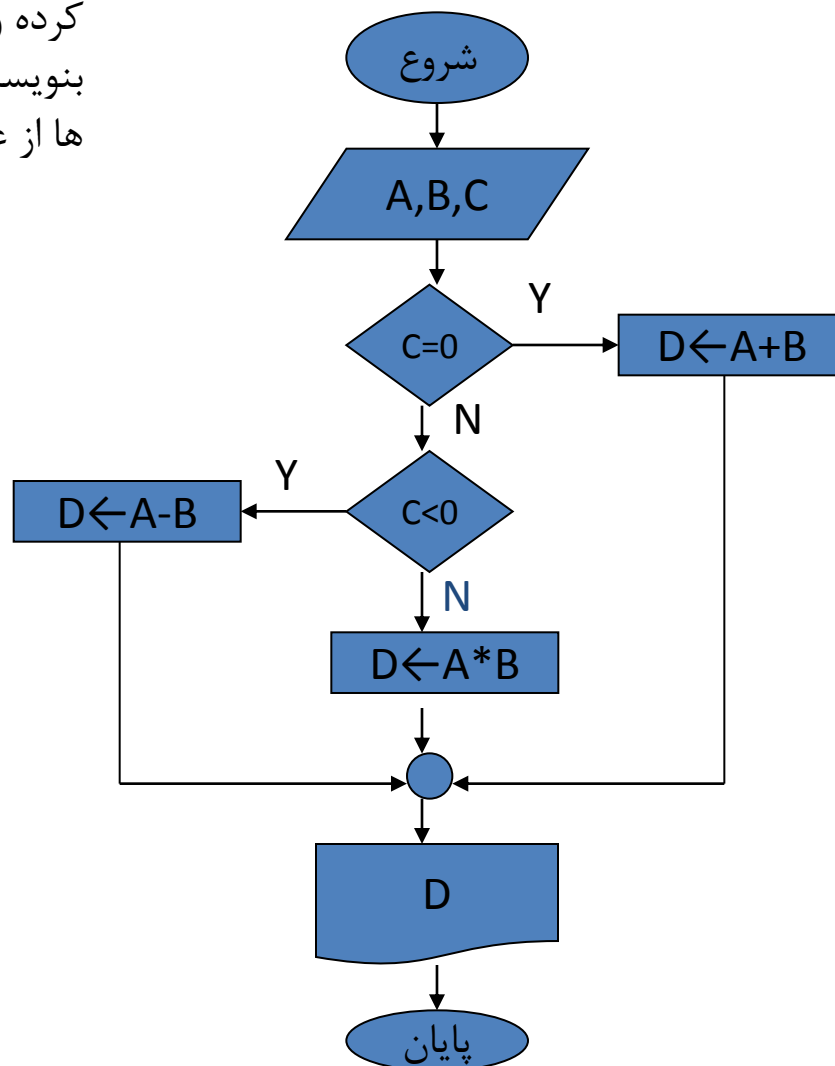 کرده و
بنویس
ها از
شروع
A,B,C
C=0
Y
D←A+B
N
C<0
Y
D←A-B
N
D←A*B
D
پایان